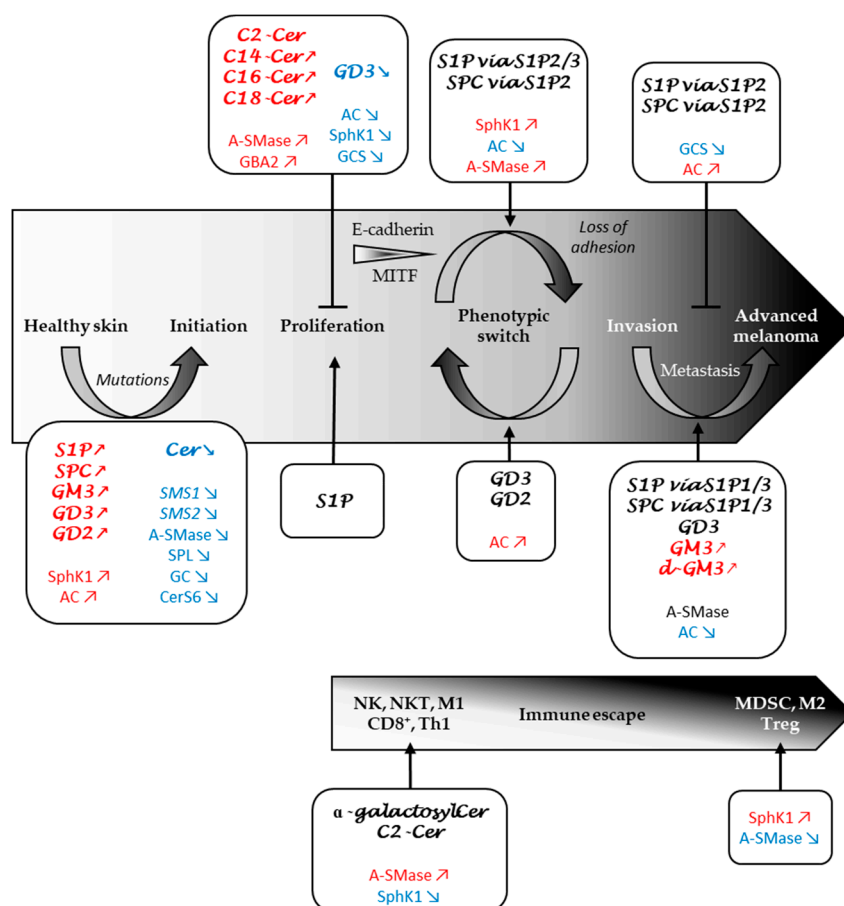 C2-Cer
C14-Cer↗
C16-Cer↗
C18-Cer↗
A-SMase ↗
GBA2 ↗
GD3↘
AC ↘
SphK1 ↘
GCS ↘
S1P via S1P2/3
SPC via S1P2
SphK1 ↗
AC ↘
A-SMase ↗
S1P via S1P2
SPC via S1P2
GCS ↘
AC ↗
E-cadherin
MITF
Loss of
adhesion
Healthy skin
Initiation
Proliferation
Phenotypic
switch
Invasion
Advanced
melanoma
Mutations
Metastasis
S1P↗
SPC↗
GM3↗
GD3↗
GD2↗
SphK1 ↗
AC ↗
Cer↘
SMS1 ↘
SMS2 ↘
A-SMase ↘
SPL ↘
GC ↘
CerS6 ↘
S1P
GD3
GD2
AC ↗
S1P via S1P1/3
SPC via S1P1/3
GD3
GM3↗
d-GM3↗
A-SMase
AC ↘
NK, NKT, M1
CD8⁺, Th1
Immune escape
MDSC, M2
Treg
α-galactosylCer
C2-Cer
A-SMase ↗
SphK1 ↘
SphK1 ↗
A-SMase ↘